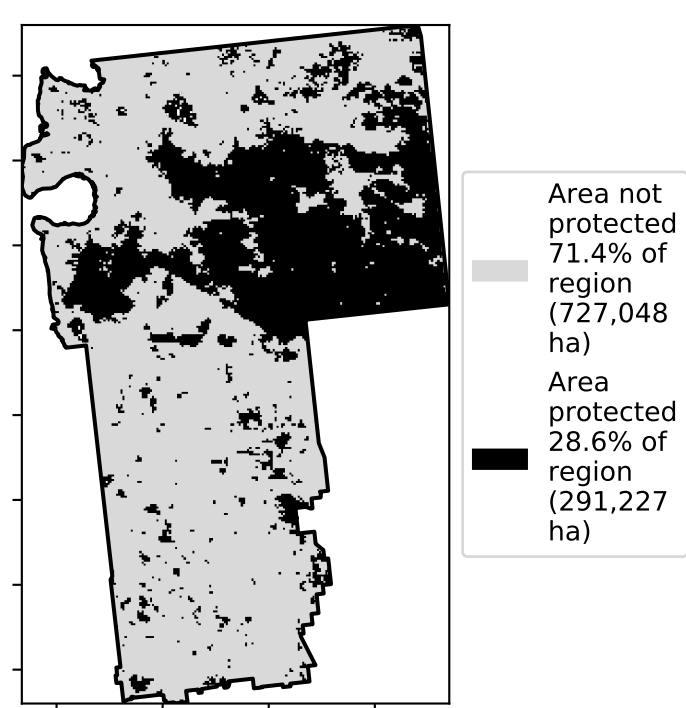 Area not
protected
71.4% of
region
(727,048
ha)
Area
protected
28.6% of
region
(291,227
ha)